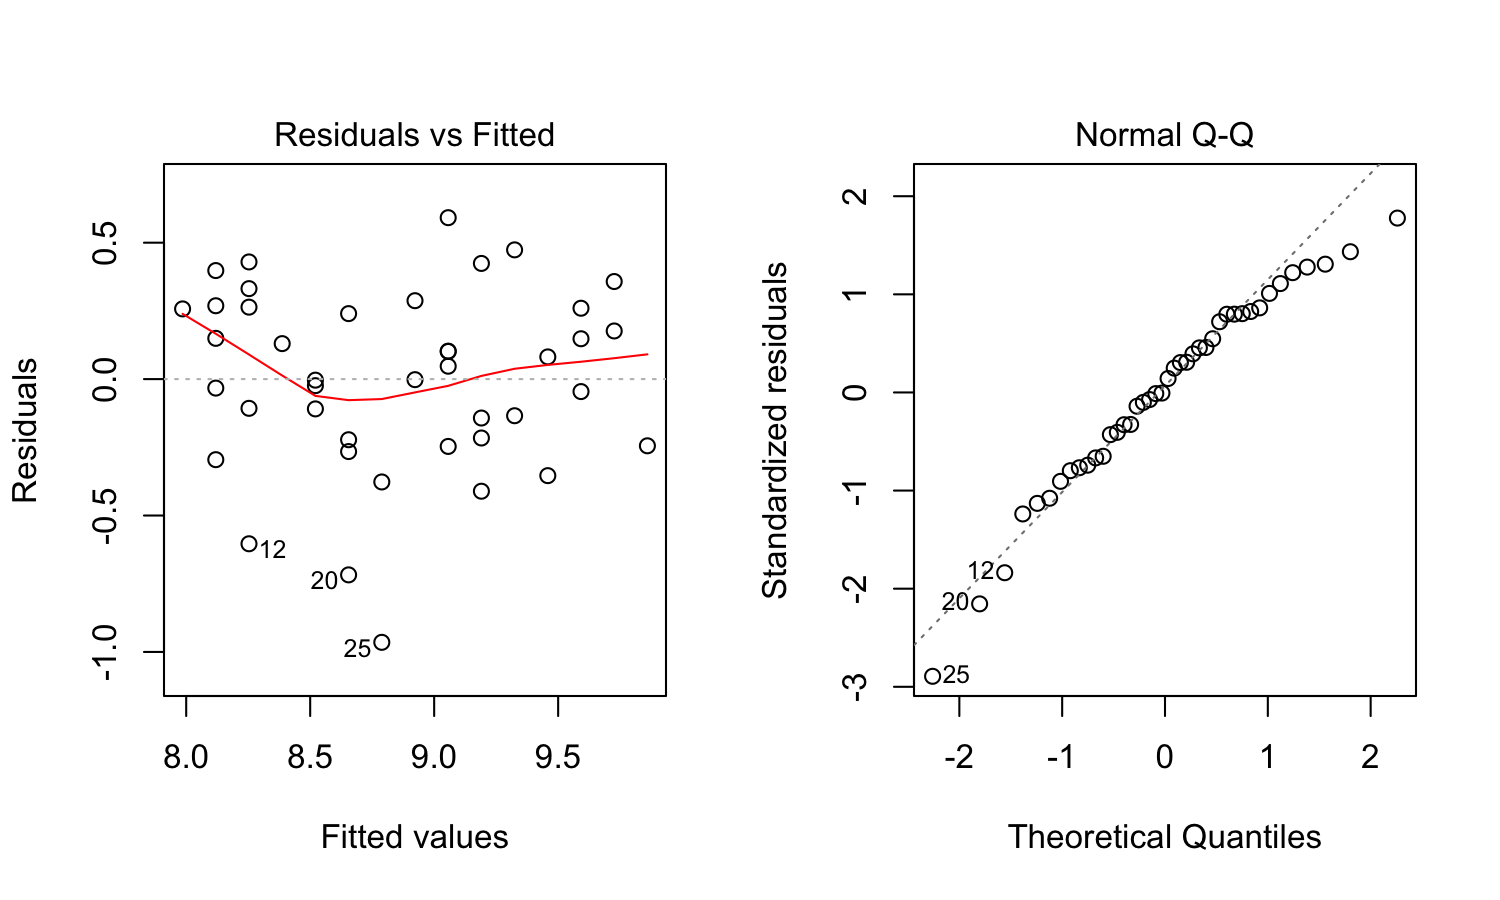 Residuals vs Fitted
Residuals
0.5
0.0
-0.5
-1.0
12
20
25
8.0 8.5 9.0 9.5
Fitted values
Normal Q-Q
Standardized residuals
2
1
0
-1
-2
-3
12
20
25
-2 -1 0 1 2
Theoretical Quantiles